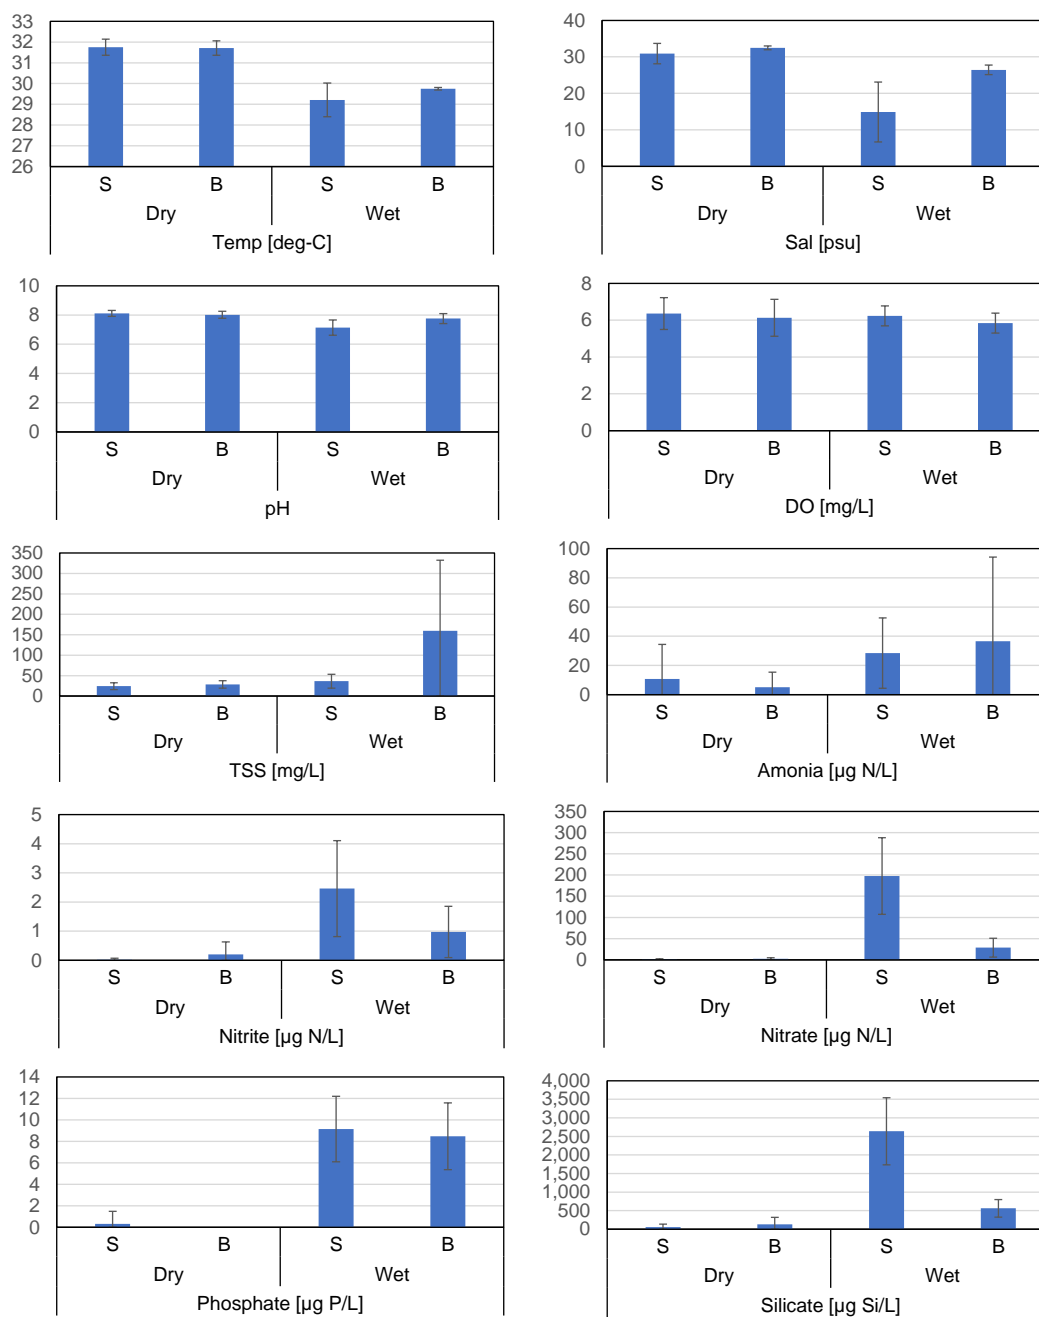 33
32
31
30
29
28
27
26
S B S B
Dry Wet
Temp [deg-C]
40
30
20
10
0
S B S B
Dry Wet
Sal [psu]
10
8
6
4
2
0
S B S B
Dry Wet
pH
8
6
4
2
0
S B S B
Dry Wet
DO [mg/L]
350
300
250
200
150
100
50
0
S B S B
Dry Wet
TSS [mg/L]
100
80
60
40
20
0
S B S B
Dry Wet
Amonia [µg N/L]
5
4
3
2
1
0
S B S B
Dry Wet
Nitrite [µg N/L]
350
300
250
200
150
100
50
0
S B S B
Dry Wet
Nitrate [µg N/L]
14
12
10
8
6
4
2
0
S B S B
Dry Wet
Phosphate [µg P/L]
4,000
3,500
3,000
2,500
2,000
1,500
1,000
500
0
S B S B
Dry Wet
Silicate [µg Si/L]